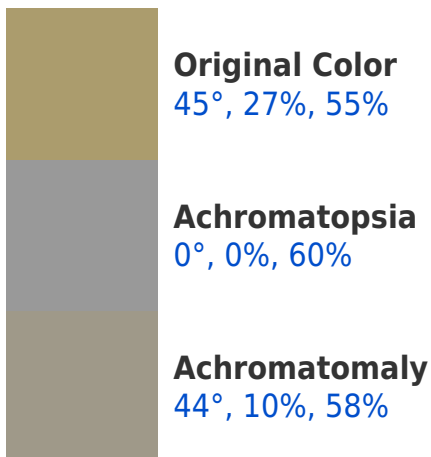 Original Color
45°, 27%, 55%
Achromatopsia
0°, 0%, 60%
Achromatomaly
44°, 10%, 58%